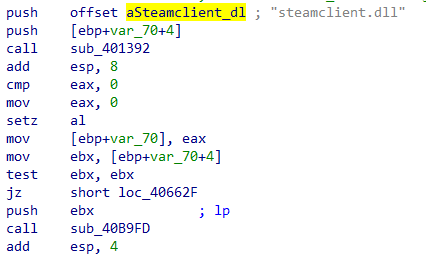 push offset aSteamclient_dl ; "steamclient.dll"
push [ebp+var_70+4]
call sub_401392
add esp, 8
cmp eax, 0
mov eax, 0
setz al
mov [ebp+var_70], eax
mov ebx, [ebp+var_70+4]
test ebx, ebx
jz short loc_40662F
push ebx ; lp
call sub_40B9FD
add esp, 4